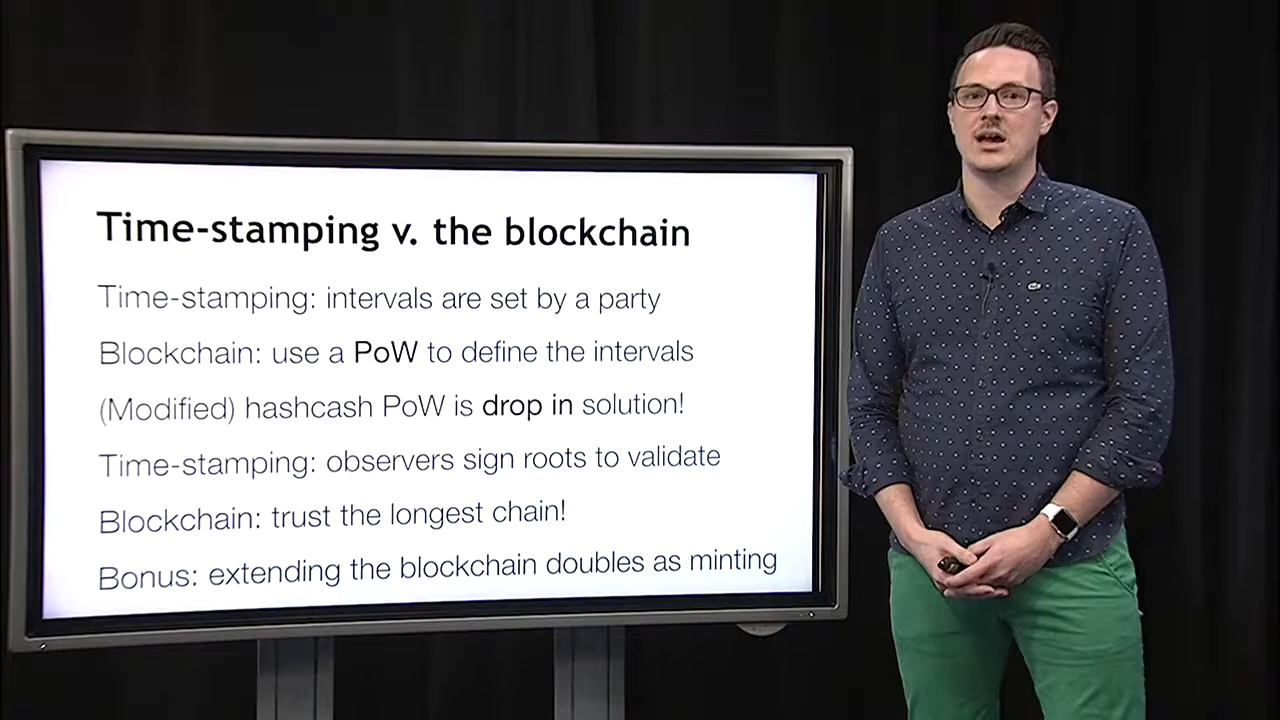 Time-stamping v. the blockchain
Time-stamping: intervals are set by a party
Blockchain: use a PoW to define the intervals
(Modified) hashcash PoW is drop in solution!
Time-stamping: observers sign roots to validate
Blockchain: trust the longest chain!
Bonus: extending the blockchain doubles as minting